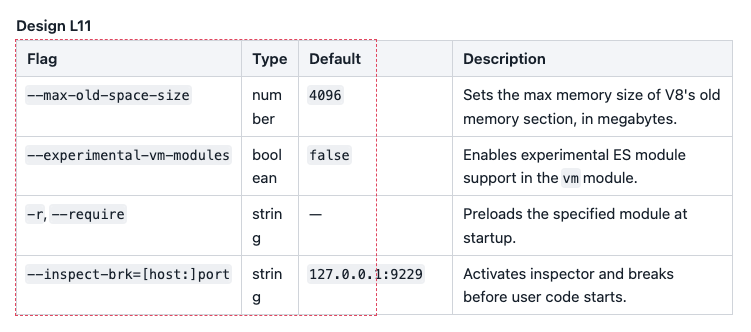 Design L11
Flag Type Default Description
--max-old-space-size num 4096 Sets the max memory size of V8's old
ber memory section, in megabytes.
--experimental-vm-modules bool false Enables experimental ES module
ean support in the vm module.
-r, --require strin — Preloads the specified module at
g startup.
--inspect-brk=[host:]port strin 127.0.0.1:9229 Activates inspector and breaks
g before user code starts.